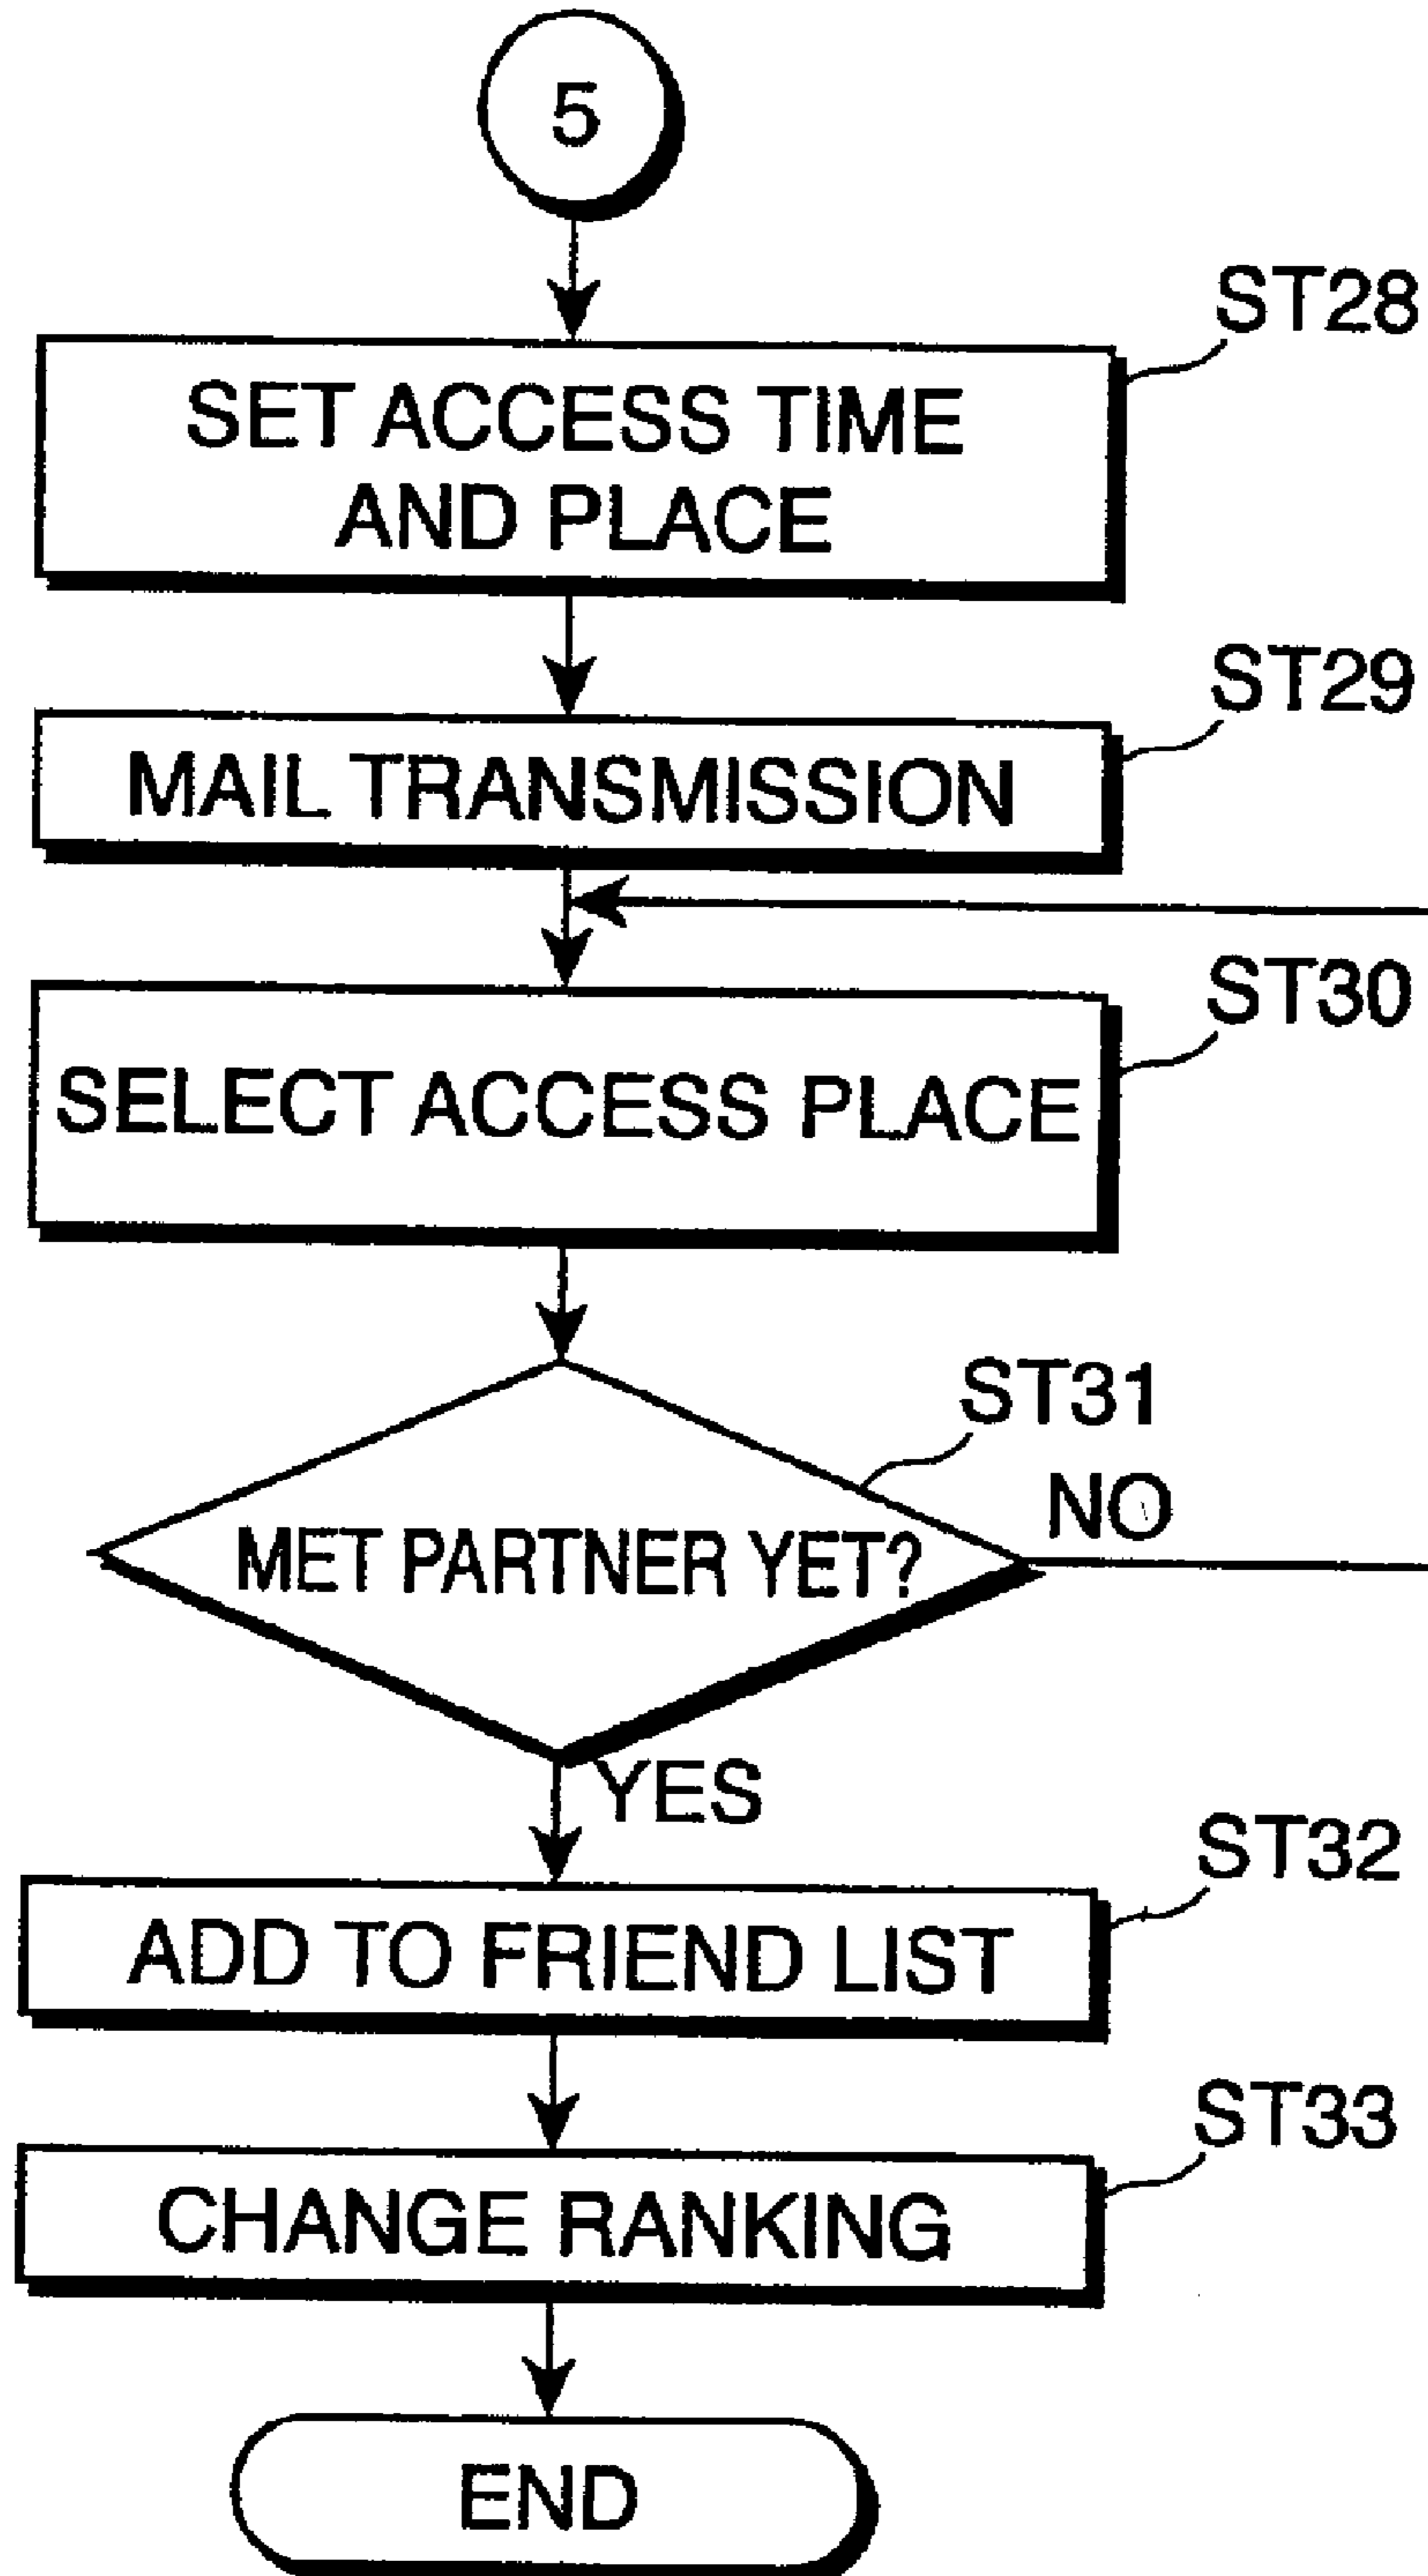 5
ST28
SET ACCESS TIME
AND PLACE
ST29
MAIL TRANSMISSION
ST30
SELECT ACCESS PLACE
ST31
NO
MET PARTNER YET?
YES
ST32
ADD TO FRIEND LIST
ST33
CHANGE RANKING
END